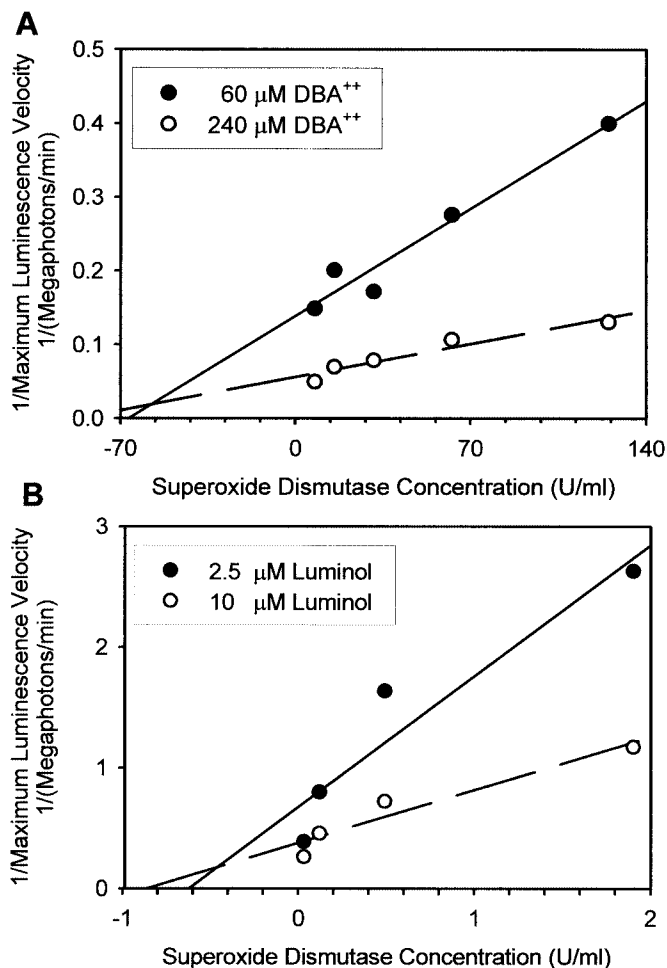 A
1/Maximum Luminescence Velocity
1/(Megaphotons/min)
0.5
0.4
0.3
0.2
0.1
0.0
60 µM DBA++
240 µM DBA++
-70
0
70
140
Superoxide Dismutase Concentration (U/ml)
B
1/Maximum Luminescence Velocity
1/(Megaphotons/min)
3
2
1
0
2.5 µM Luminol
10 µM Luminol
-1
0
1
2
Superoxide Dismutase Concentration (U/ml)